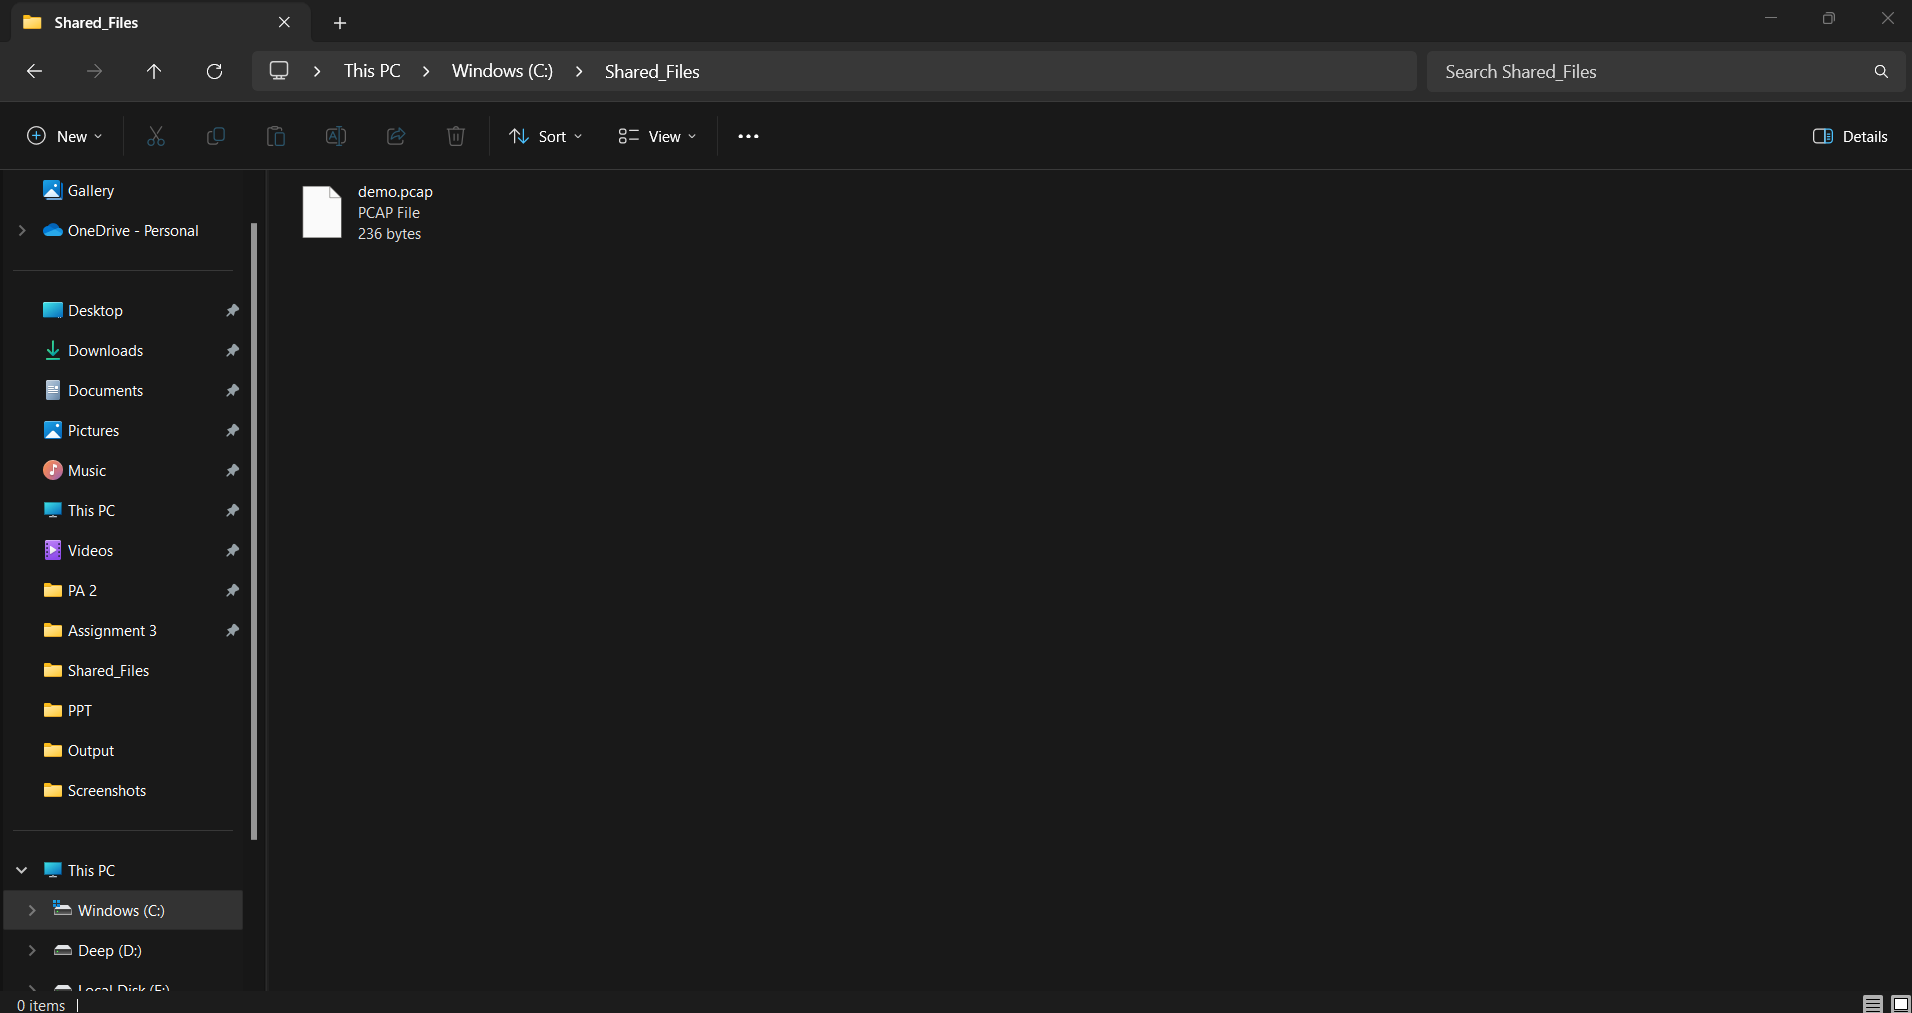 Shared_Files
This PC > Windows (C:) > Shared_Files
Search Shared_Files
New
Sort
View
Details
Gallery
OneDrive - Personal
Desktop
Downloads
Documents
Pictures
Music
This PC
Videos
PA 2
Assignment 3
Shared_Files
PPT
Output
Screenshots
This PC
Windows (C:)
Deep (D:)
Local Disk (E:)
demo.pcap
PCAP File
236 bytes
0 items